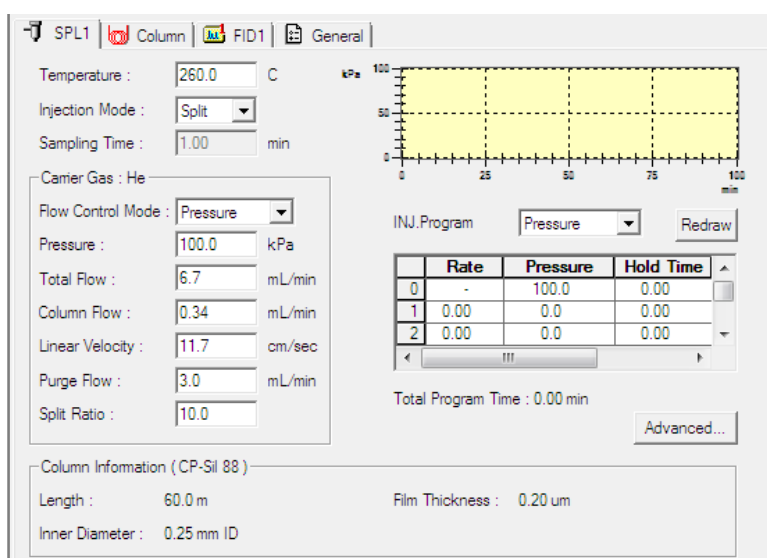 SPL1 Column FID1 General
Temperature : 260.0 C
Injection Mode : Split
Sampling Time : 1.00 min
Carrier Gas : He
Flow Control Mode : Pressure
Pressure : 100.0 kPa
Total Flow : 6.7 mL/min
Column Flow : 0.34 mL/min
Linear Velocity : 11.7 cm/sec
Purge Flow : 3.0 mL/min
Split Ratio : 10.0
kPa 100
50
0
0 25 50 75 100
min
INJ.Program Pressure Redraw
Rate Pressure Hold Time
0 - 100.0 0.00
1 0.00 0.0 0.00
2 0.00 0.0 0.00
Total Program Time : 0.00 min
Advanced...
Column Information ( CP-Sil 88 )
Length : 60.0 m Film Thickness : 0.20 um
Inner Diameter : 0.25 mm ID